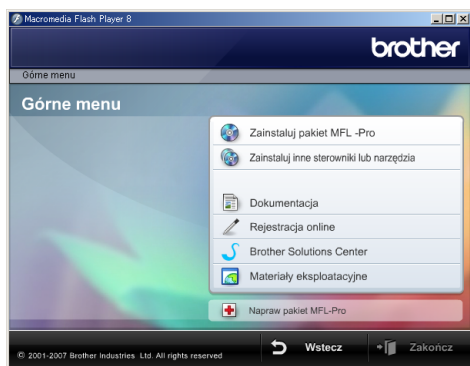 Macromedia Flash Player 8
brother
Górne menu
Górne menu
Zainstaluj pakiet MFL -Pro
Zainstaluj inne sterowniki lub narzędzia
Dokumentacja
Rejestracja online
Brother Solutions Center
Materiały eksploatacyjne
Napraw pakiet MFL-Pro
© 2001-2007 Brother Industries Ltd. All rights reserved
Wstecz
Zakończ